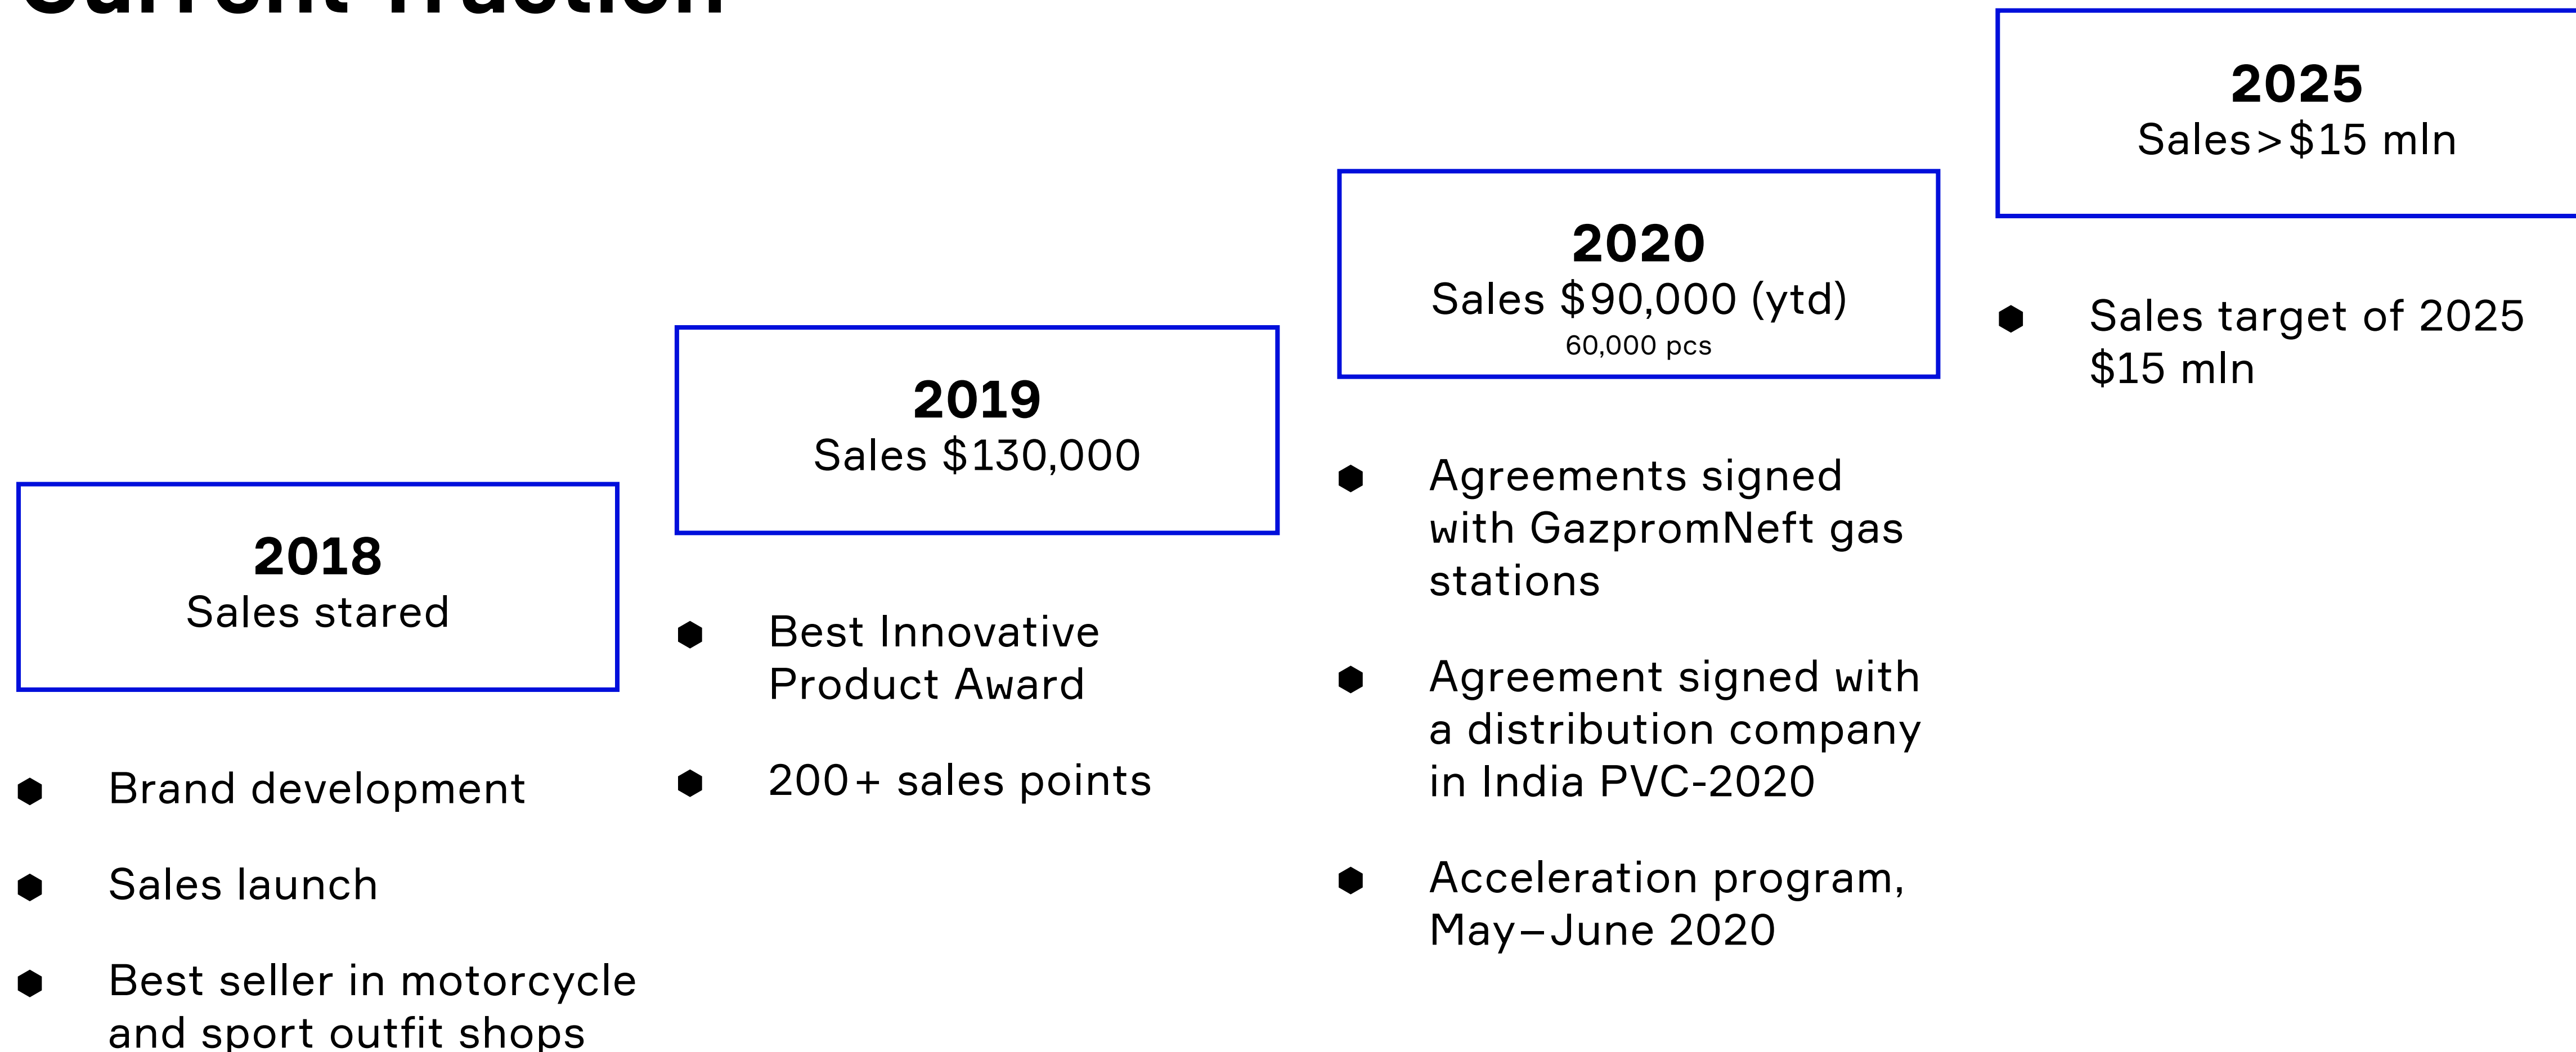 Current Traction
2025
Sales>$15 mln
Sales target of 2025
$15 mln
2020
Sales $90,000 (ytd)
60,000 pcs
Agreements signed
with GazpromNeft gas
stations
Agreement signed with
a distribution company
in India PVC-2020
Acceleration program,
May–June 2020
2019
Sales $130,000
Best Innovative
Product Award
200+ sales points
2018
Sales stared
Brand development
Sales launch
Best seller in motorcycle
and sport outfit shops